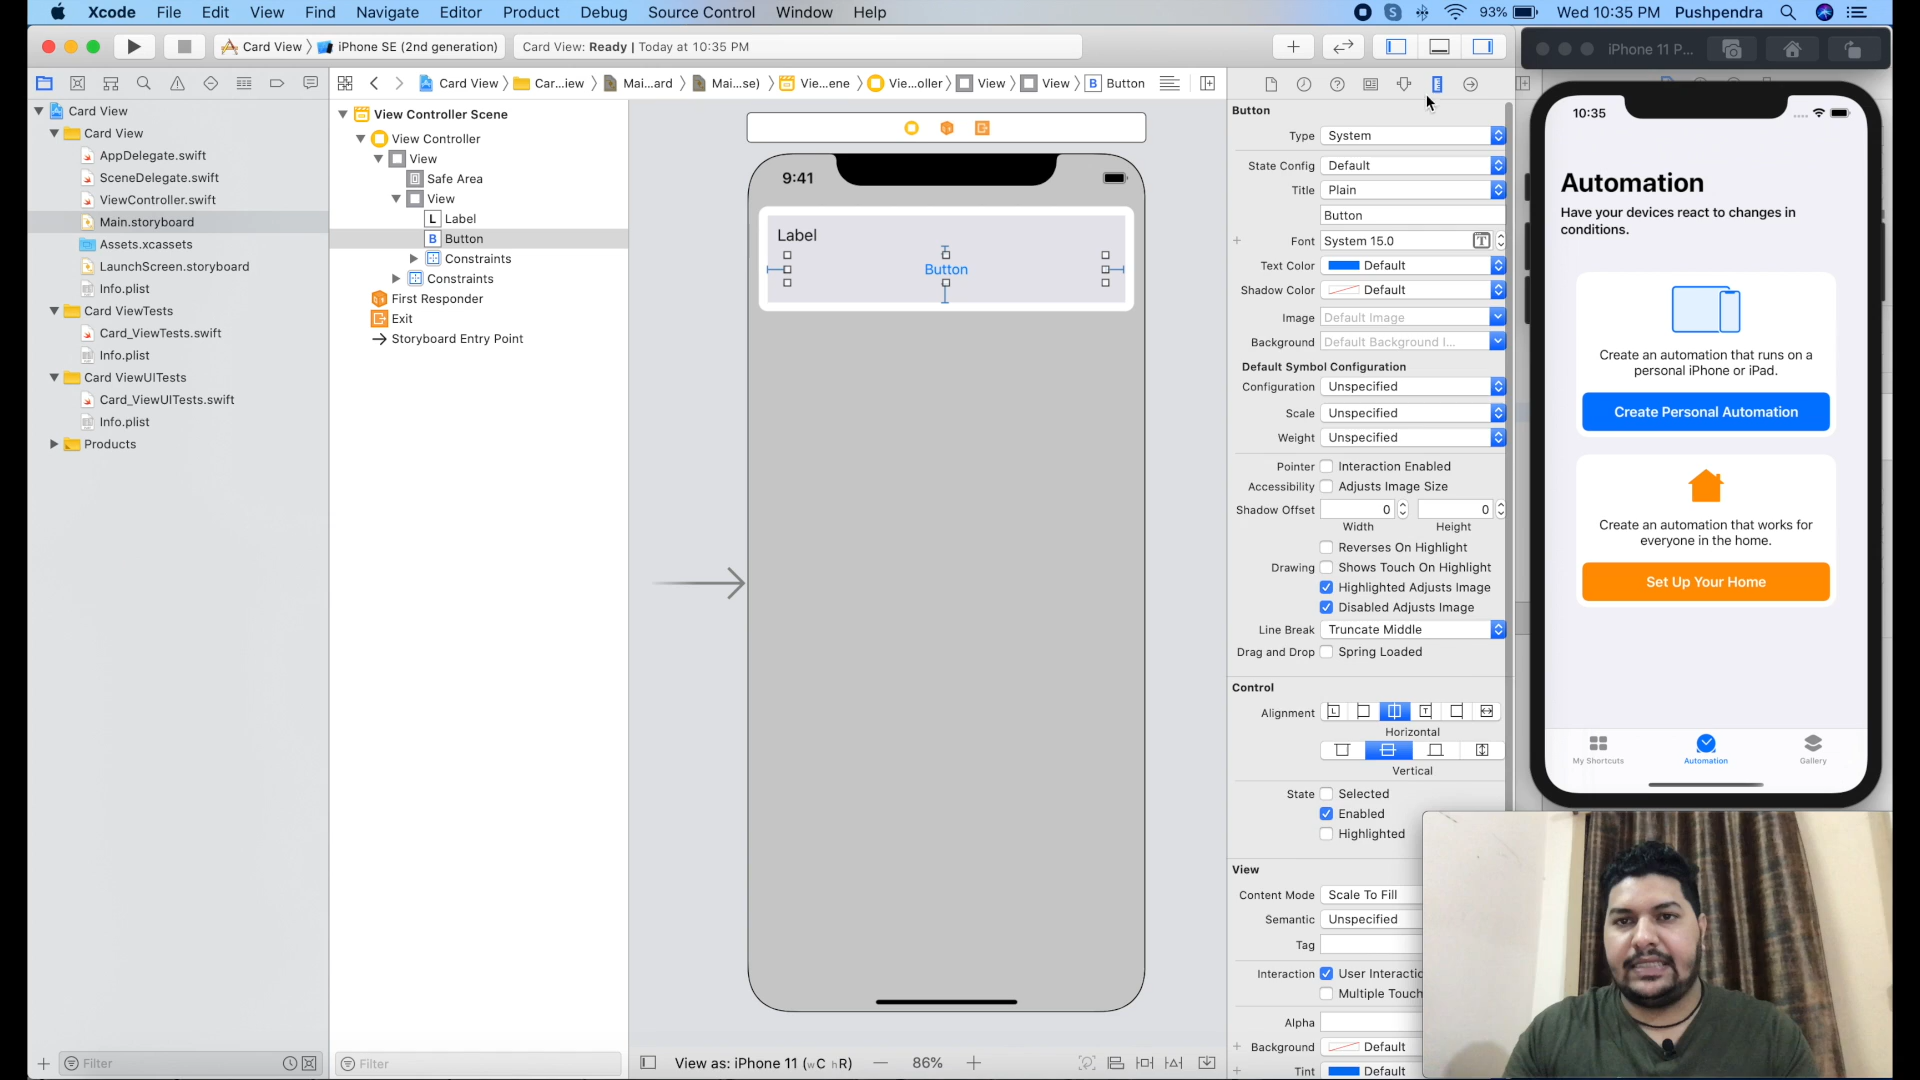 Xcode File Edit View Find Navigate Editor Product Debug Source Control Window Help
93% Wed 10:35 PM Pushpendra
Card View iPhone SE (2nd generation)
Card View: Ready | Today at 10:35 PM
iPhone 11 P...
Card View Car...iew Mai...ard Mai...se) Vie...ene Vie...oller View View B Button
Card View
Card View
AppDelegate.swift
SceneDelegate.swift
ViewController.swift
Main.storyboard
Assets.xcassets
LaunchScreen.storyboard
Info.plist
Card ViewTests
Card_ViewTests.swift
Info.plist
Card ViewUITests
Card_ViewUITests.swift
Info.plist
Products
Filter
View Controller Scene
View Controller
View
Safe Area
View
L Label
B Button
Constraints
Constraints
First Responder
Exit
Storyboard Entry Point
Filter
9:41
Label
Button
View as: iPhone 11 (wC hR)
86%
Button
Type System
State Config Default
Title Plain
Button
Font System 15.0
Text Color Default
Shadow Color Default
Image Default Image
Background Default Background I...
Default Symbol Configuration
Configuration Unspecified
Scale Unspecified
Weight Unspecified
Pointer Interaction Enabled
Accessibility Adjusts Image Size
Shadow Offset 0 0
Width Height
Reverses On Highlight
Drawing Shows Touch On Highlight
Highlighted Adjusts Image
Disabled Adjusts Image
Line Break Truncate Middle
Drag and Drop Spring Loaded
Control
Alignment
Horizontal
Vertical
State Selected
Enabled
Highlighted
View
Content Mode Scale To Fill
Semantic Unspecified
Tag
Interaction User Interactio
Multiple Touch
Alpha
Background Default
Tint Default
10:35
Automation
Have your devices react to changes in
conditions.
Create an automation that runs on a
personal iPhone or iPad.
Create Personal Automation
Create an automation that works for
everyone in the home.
Set Up Your Home
My Shortcuts Automation Gallery